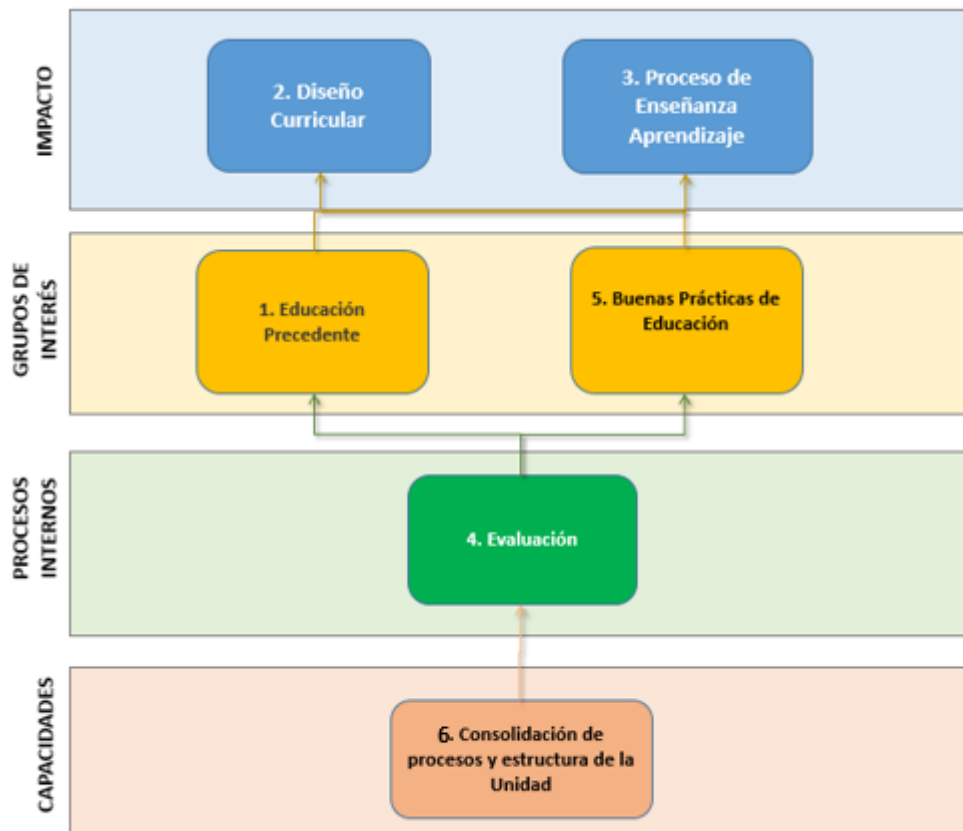 IMPACTO
2. Diseño
Curricular
3. Proceso de
Enseñanza
Aprendizaje
GRUPOS DE
INTERÉS
1. Educación
Precedente
5. Buenas Prácticas de
Educación
PROCESOS
INTERNOS
4. Evaluación
CAPACIDADES
6. Consolidación de
procesos y estructura de la
Unidad